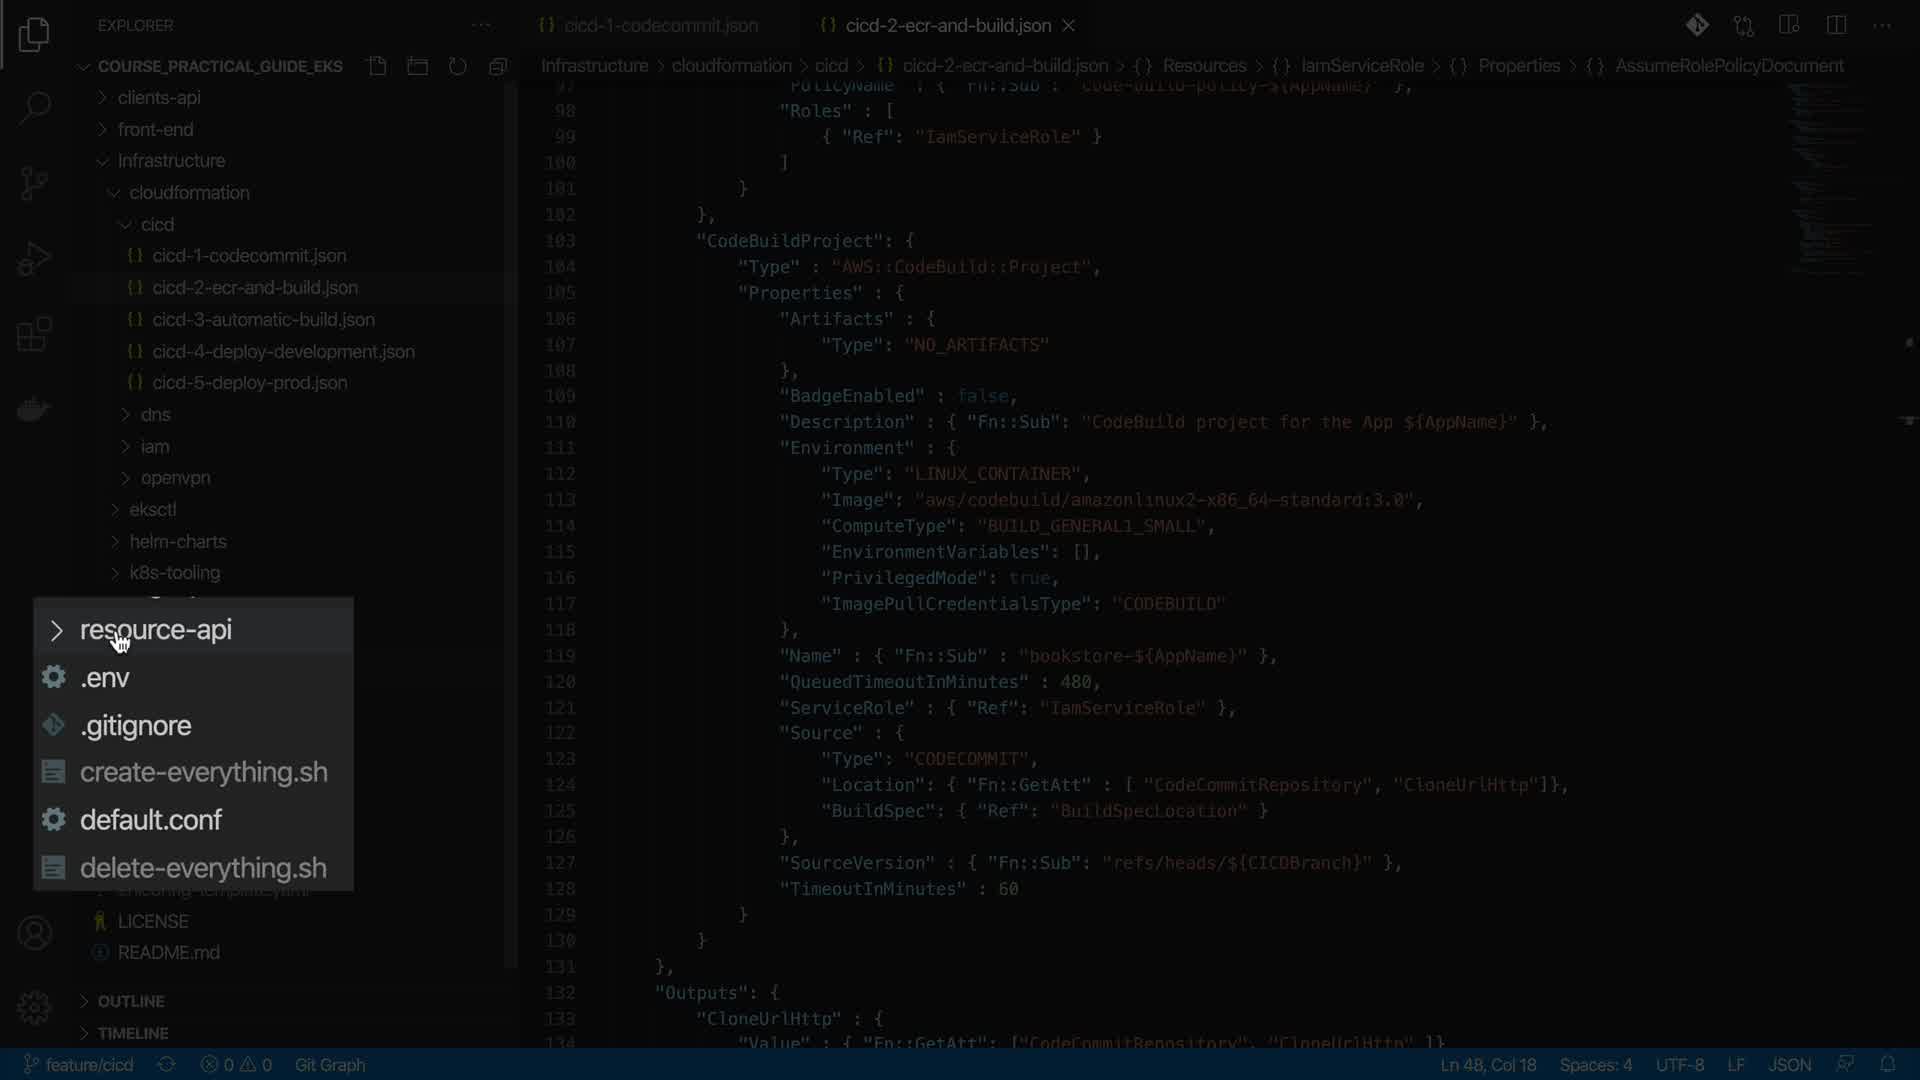 EXPLORER
COURSE_PRACTICAL_GUIDE_EKS
clients-api
front-end
Infrastructure
cloudformation
cicd
cicd-1-codecommit.json
cicd-2-ecr-and-build.json
cicd-3-automatic-build.json
cicd-4-deploy-development.json
cicd-5-deploy-prod.json
dns
iam
openvpn
eksctl
helm-charts
k8s-tooling
resource-api
.env
.gitignore
create-everything.sh
default.conf
delete-everything.sh
LICENSE
README.md
OUTLINE
TIMELINE
cicd-1-codecommit.json
cicd-2-ecr-and-build.json
Infrastructure > cloudformation > cicd > {} cicd-2-ecr-and-build.json > {} Resources > {} IamServiceRole > {} Properties > {} AssumeRolePolicyDocument
97 "PolicyName" : { "Fn::Sub" : "code-build-policy-${AppName}" },
98 "Roles" : [
99 { "Ref": "IamServiceRole" }
100 ]
101 }
102 },
103 "CodeBuildProject": {
104 "Type" : "AWS::CodeBuild::Project",
105 "Properties" : {
106 "Artifacts" : {
107 "Type": "NO_ARTIFACTS"
108 },
109 "BadgeEnabled" : false,
110 "Description" : { "Fn::Sub": "CodeBuild project for the App ${AppName}" },
111 "Environment" : {
112 "Type": "LINUX_CONTAINER",
113 "Image": "aws/codebuild/amazonlinux2-x86_64-standard:3.0",
114 "ComputeType": "BUILD_GENERAL1_SMALL",
115 "EnvironmentVariables": [],
116 "PrivilegedMode": true,
117 "ImagePullCredentialsType": "CODEBUILD"
118 },
119 "Name" : { "Fn::Sub" : "bookstore-${AppName}" },
120 "QueuedTimeoutInMinutes" : 480,
121 "ServiceRole" : { "Ref": "IamServiceRole" },
122 "Source" : {
123 "Type": "CODECOMMIT",
124 "Location": { "Fn::GetAtt" : [ "CodeCommitRepository", "CloneUrlHttp"]},
125 "BuildSpec": { "Ref": "BuildSpecLocation" }
126 },
127 "SourceVersion" : { "Fn::Sub": "refs/heads/${CICDBranch}" },
128 "TimeoutInMinutes" : 60
129 }
130 }
131 },
132 "Outputs": {
133 "CloneUrlHttp" : {
134 "Value" : { "Fn::GetAtt": ["CodeCommitRepository", "CloneUrlHttp" ]}
feature/cicd 0 0 Git Graph Ln 48, Col 18 Spaces: 4 UTF-8 LF JSON